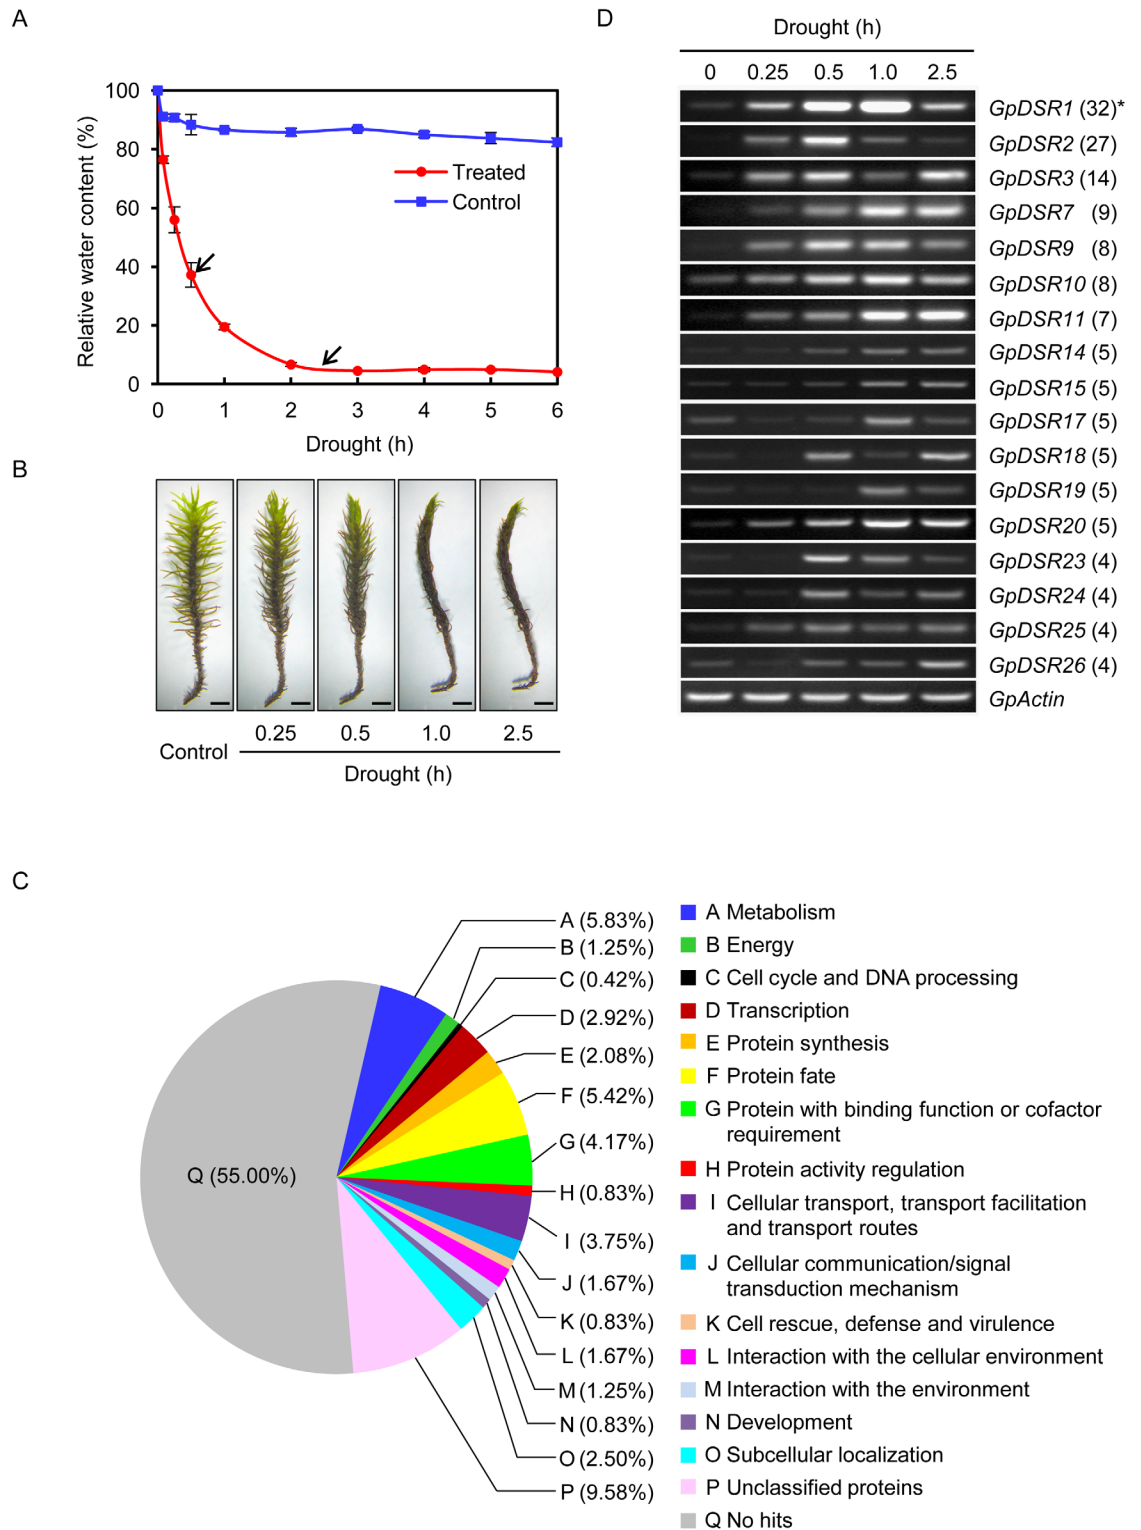 A
100
80
60
40
20
0
Relative water content (%)
Treated
Control
0 1 2 3 4 5 6
Drought (h)
B
Control
0.25 0.5 1.0 2.5
Drought (h)
D
Drought (h)
0 0.25 0.5 1.0 2.5
GpDSR1 (32)*
GpDSR2 (27)
GpDSR3 (14)
GpDSR7 (9)
GpDSR9 (8)
GpDSR10 (8)
GpDSR11 (7)
GpDSR14 (5)
GpDSR15 (5)
GpDSR17 (5)
GpDSR18 (5)
GpDSR19 (5)
GpDSR20 (5)
GpDSR23 (4)
GpDSR24 (4)
GpDSR25 (4)
GpDSR26 (4)
GpActin
C
A (5.83%)
B (1.25%)
C (0.42%)
D (2.92%)
E (2.08%)
F (5.42%)
G (4.17%)
H (0.83%)
I (3.75%)
J (1.67%)
K (0.83%)
L (1.67%)
M (1.25%)
N (0.83%)
O (2.50%)
P (9.58%)
Q (55.00%)
A Metabolism
B Energy
C Cell cycle and DNA processing
D Transcription
E Protein synthesis
F Protein fate
G Protein with binding function or cofactor
requirement
H Protein activity regulation
I Cellular transport, transport facilitation
and transport routes
J Cellular communication/signal
transduction mechanism
K Cell rescue, defense and virulence
L Interaction with the cellular environment
M Interaction with the environment
N Development
O Subcellular localization
P Unclassified proteins
Q No hits